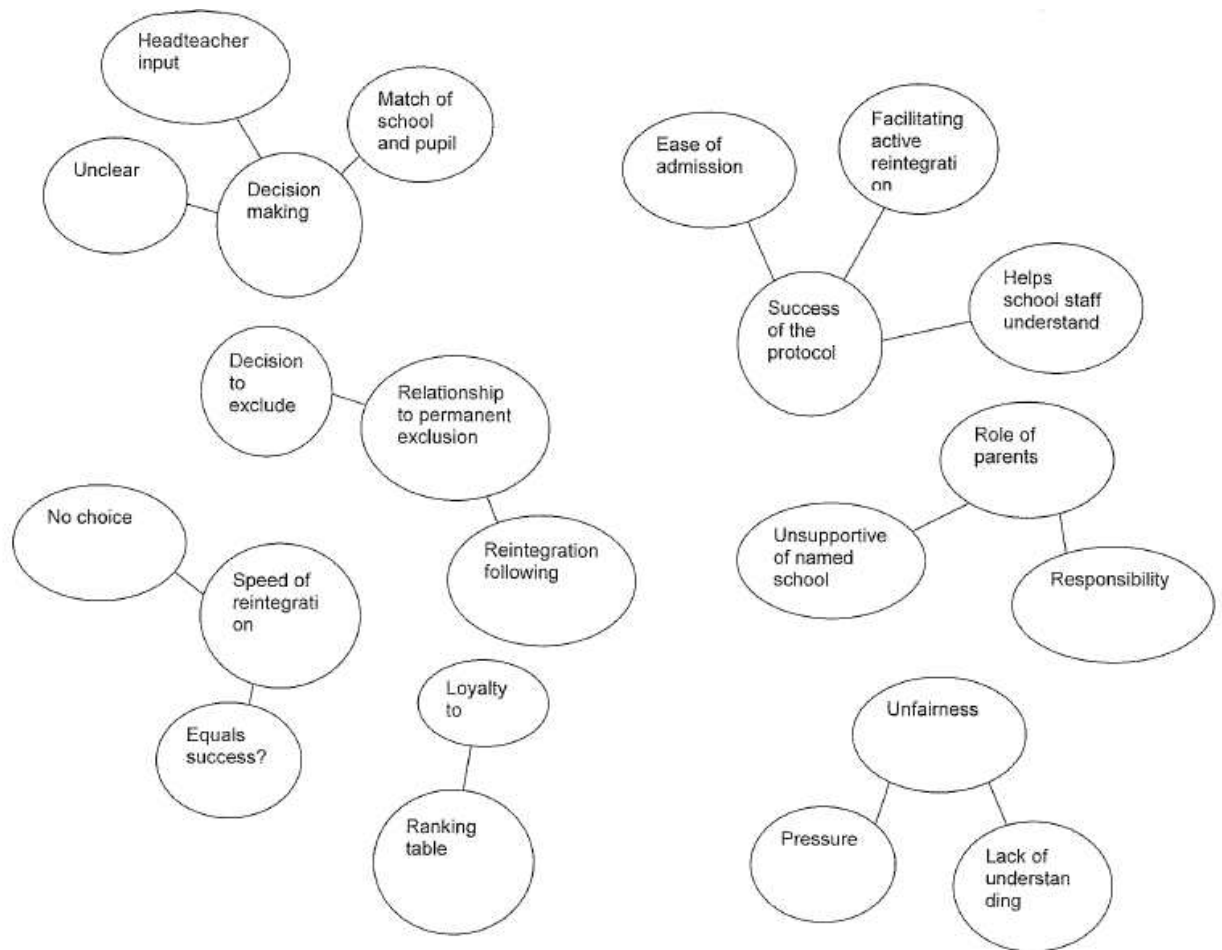 Headteacher
input
Match of
school
and pupil
Unclear
Decision
making
Facilitating
active
reintegrati
on
Ease of
admission
Helps
school staff
understand
Success
of the
protocol
Decision
to
exclude
Relationship
to permanent
exclusion
Reintegration
following
Role of
parents
Unsupportive
of named
school
Responsibility
No choice
Speed of
reintegrati
on
Equals
success?
Loyalty
to
Ranking
table
Unfairness
Pressure
Lack of
understan
ding